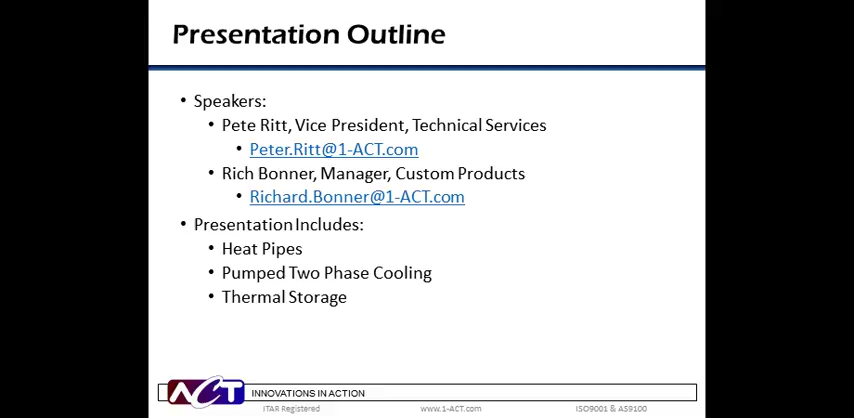 Presentation Outline
• Speakers:
• Pete Ritt, Vice President, Technical Services
• Peter.Ritt@1-ACT.com
• Rich Bonner, Manager, Custom Products
• Richard.Bonner@1-ACT.com
• Presentation Includes:
• Heat Pipes
• Pumped Two Phase Cooling
• Thermal Storage
ACT INNOVATIONS IN ACTION
ITAR Registered www.1-ACT.com ISO9001 & AS9100